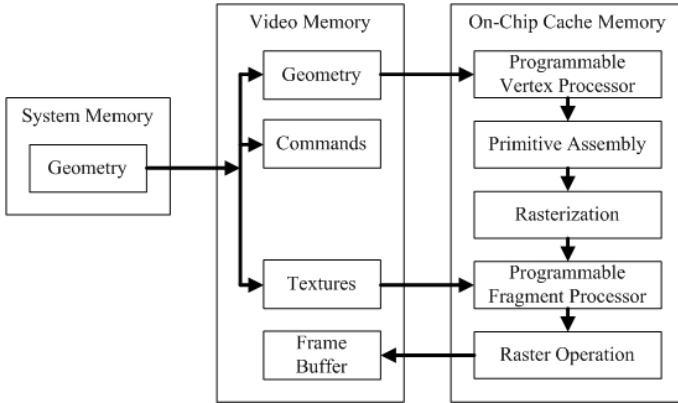 System Memory
Geometry
Video Memory
Geometry
Commands
Textures
Frame
Buffer
On-Chip Cache Memory
Programmable
Vertex Processor
Primitive Assembly
Rasterization
Programmable
Fragment Processor
Raster Operation